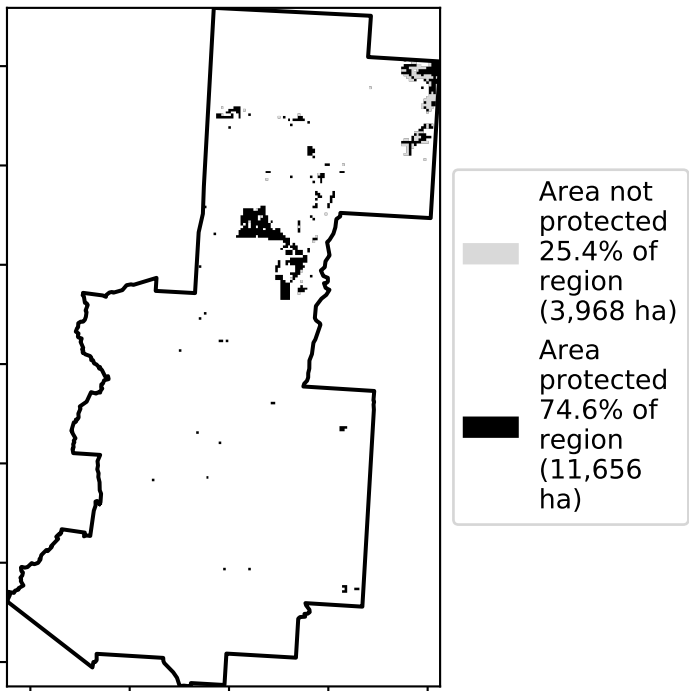 Area not
protected
25.4% of
region
(3,968 ha)
Area
protected
74.6% of
region
(11,656
ha)